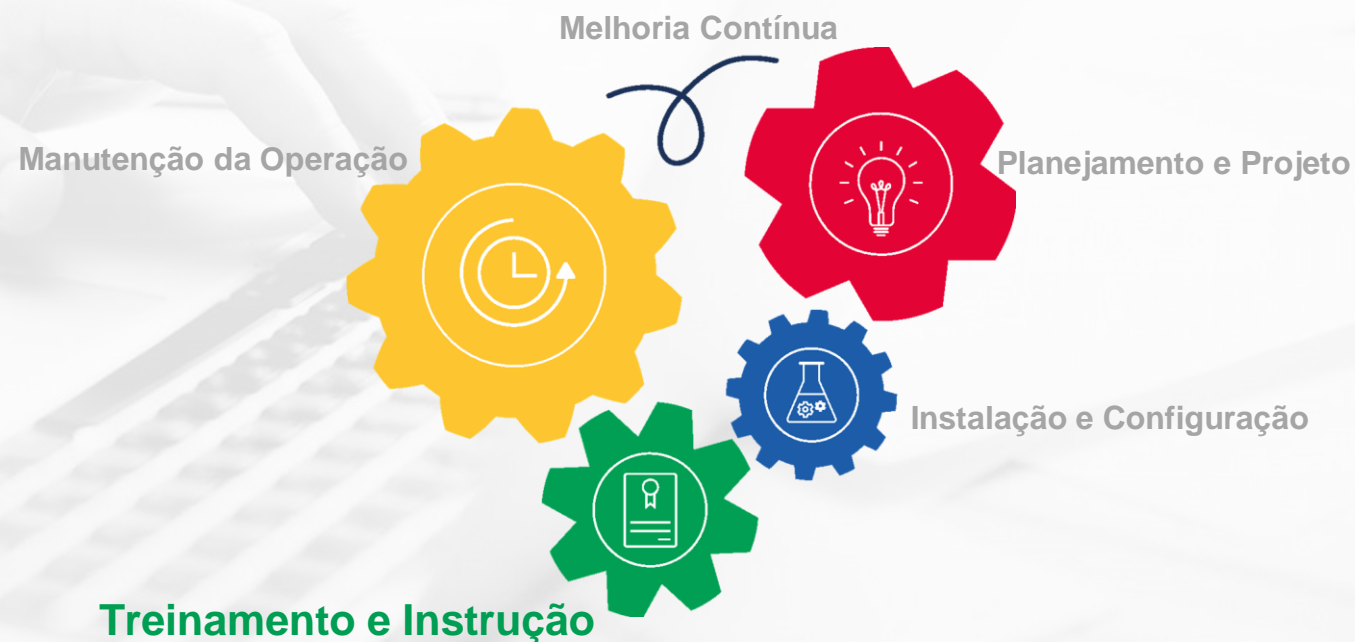 Melhoria Contínua
Manutenção da Operação
Planejamento e Projeto
Instalação e Configuração
Treinamento e Instrução